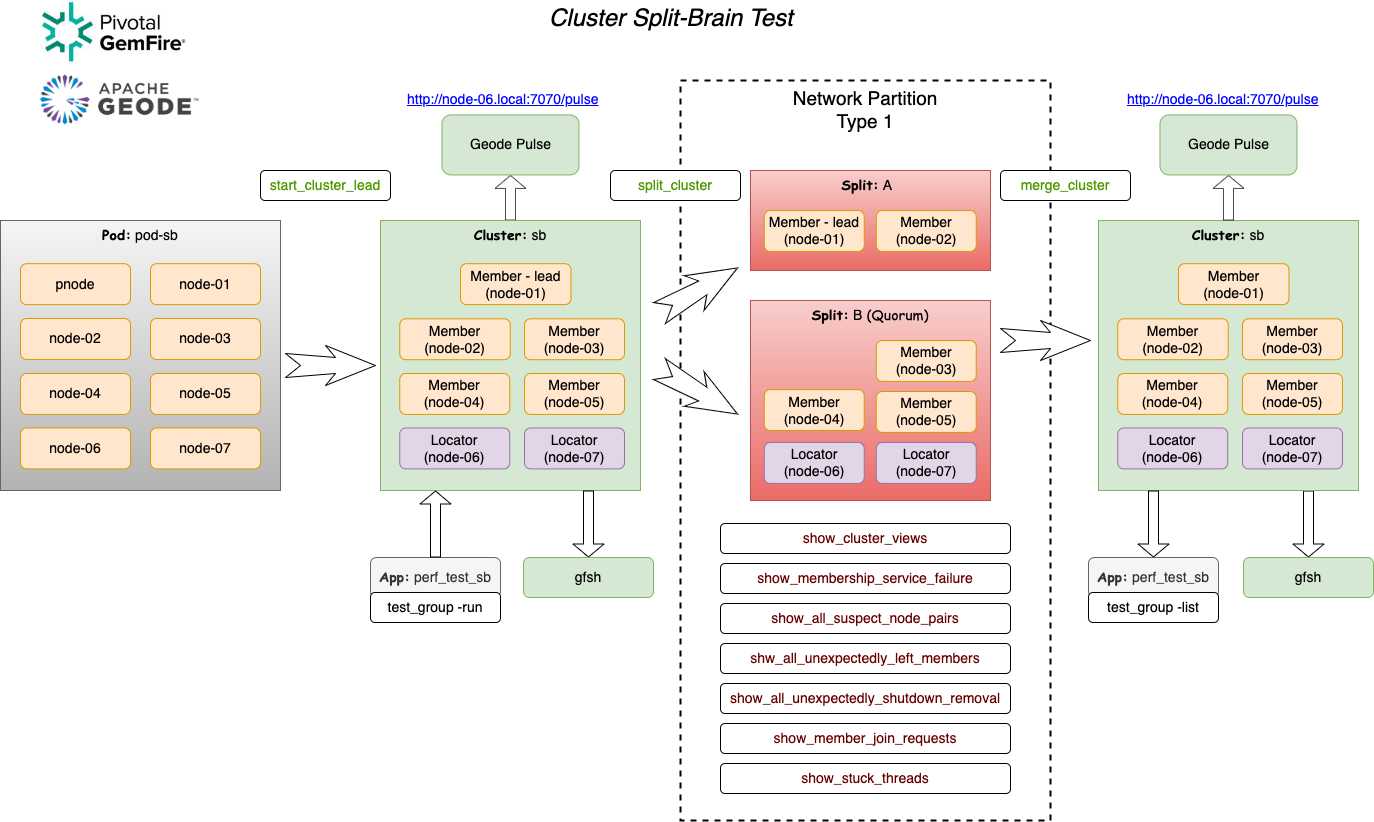 Cluster Split-Brain Test
Pivotal
GemFire®
APACHE
GEODE™
http://node-06.local:7070/pulse
Geode Pulse
start_cluster_lead
Pod: pod-sb
pnode
node-01
node-02
node-03
node-04
node-05
node-06
node-07
Cluster: sb
Member - lead
(node-01)
Member
(node-02)
Member
(node-03)
Member
(node-04)
Member
(node-05)
Locator
(node-06)
Locator
(node-07)
App: perf_test_sb
test_group -run
gfsh
split_cluster
Network Partition
Type 1
Split: A
Member - lead
(node-01)
Member
(node-02)
Split: B (Quorum)
Member
(node-03)
Member
(node-04)
Member
(node-05)
Locator
(node-06)
Locator
(node-07)
show_cluster_views
show_membership_service_failure
show_all_suspect_node_pairs
shw_all_unexpectedly_left_members
show_all_unexpectedly_shutdown_removal
show_member_join_requests
show_stuck_threads
merge_cluster
http://node-06.local:7070/pulse
Geode Pulse
Cluster: sb
Member
(node-01)
Member
(node-02)
Member
(node-03)
Member
(node-04)
Member
(node-05)
Locator
(node-06)
Locator
(node-07)
App: perf_test_sb
test_group -list
gfsh